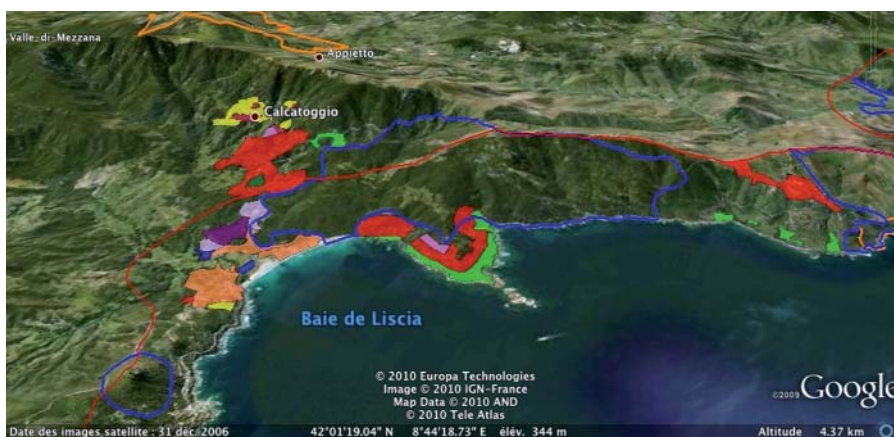 Valle di-Mezzana
Appietto
Calcatoggio
Baie de Liscia
© 2010 Europa Technologies
Image © 2010 IGN-France
Map Data © 2010 AND
© 2010 Tele Atlas
©2009 Google
Date des images satellite : 31 déc. 2006 42°01'19.04" N 8°44'18.73" E élév. 344 m Altitude 4.37 km